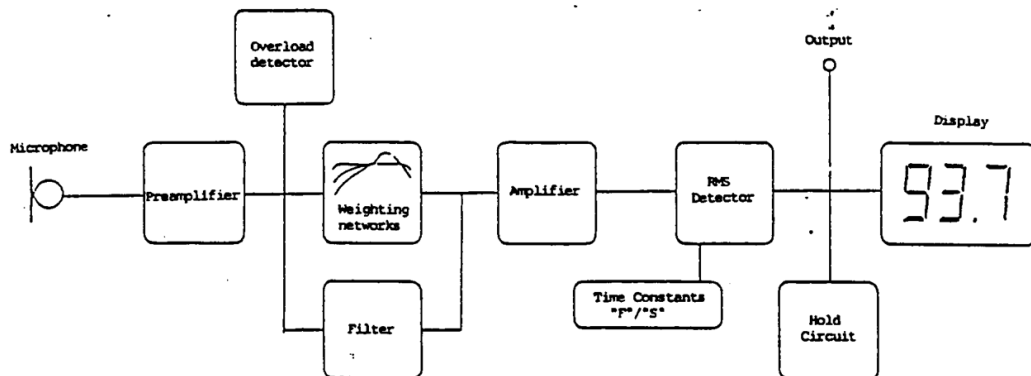 Overload
detector
Output
Display
Microphone
Preamplifier
Weighting
networks
Amplifier
RMS
Detector
93.7
Time Constants
"F"/"S"
Filter
Hold
Circuit